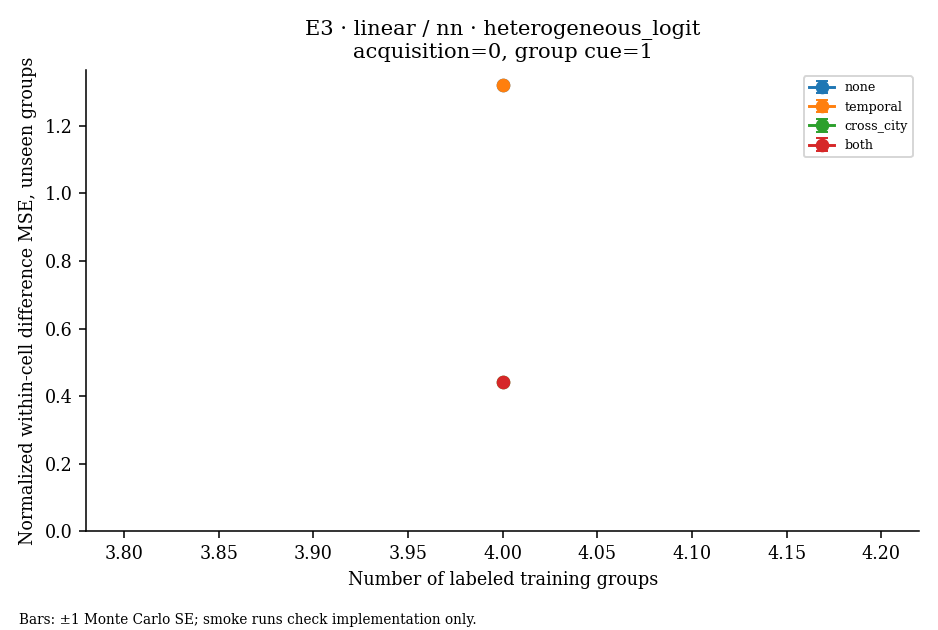 E3 · linear / nn · heterogeneous_logit
acquisition=0, group cue=1
Normalized within-cell difference MSE, unseen groups
1.2
1.0
0.8
0.6
0.4
0.2
0.0
none
temporal
cross_city
both
3.80 3.85 3.90 3.95 4.00 4.05 4.10 4.15 4.20
Number of labeled training groups
Bars: ±1 Monte Carlo SE; smoke runs check implementation only.